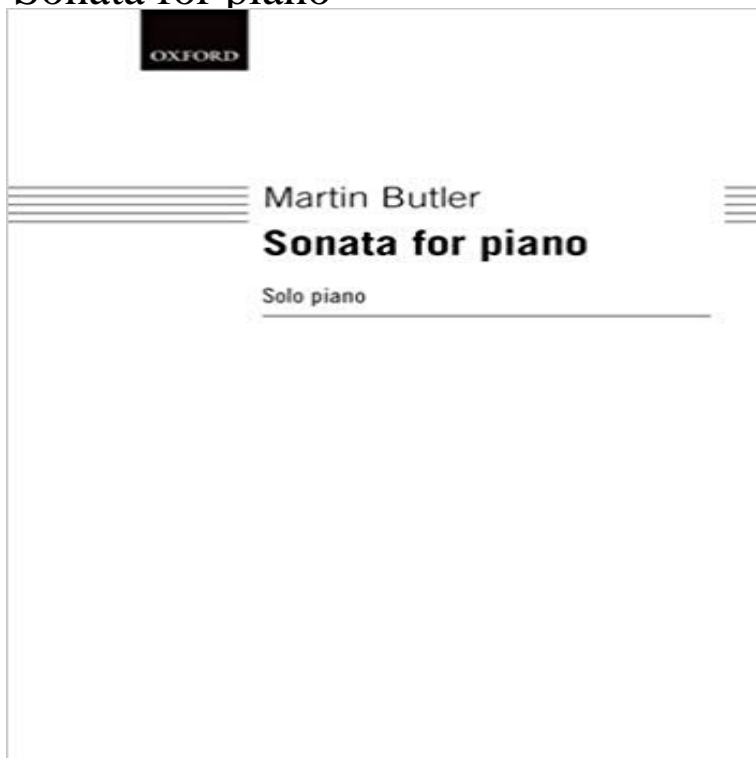 Sonata for piano
OXFORD
Martin Butler
Sonata for piano
Solo piano